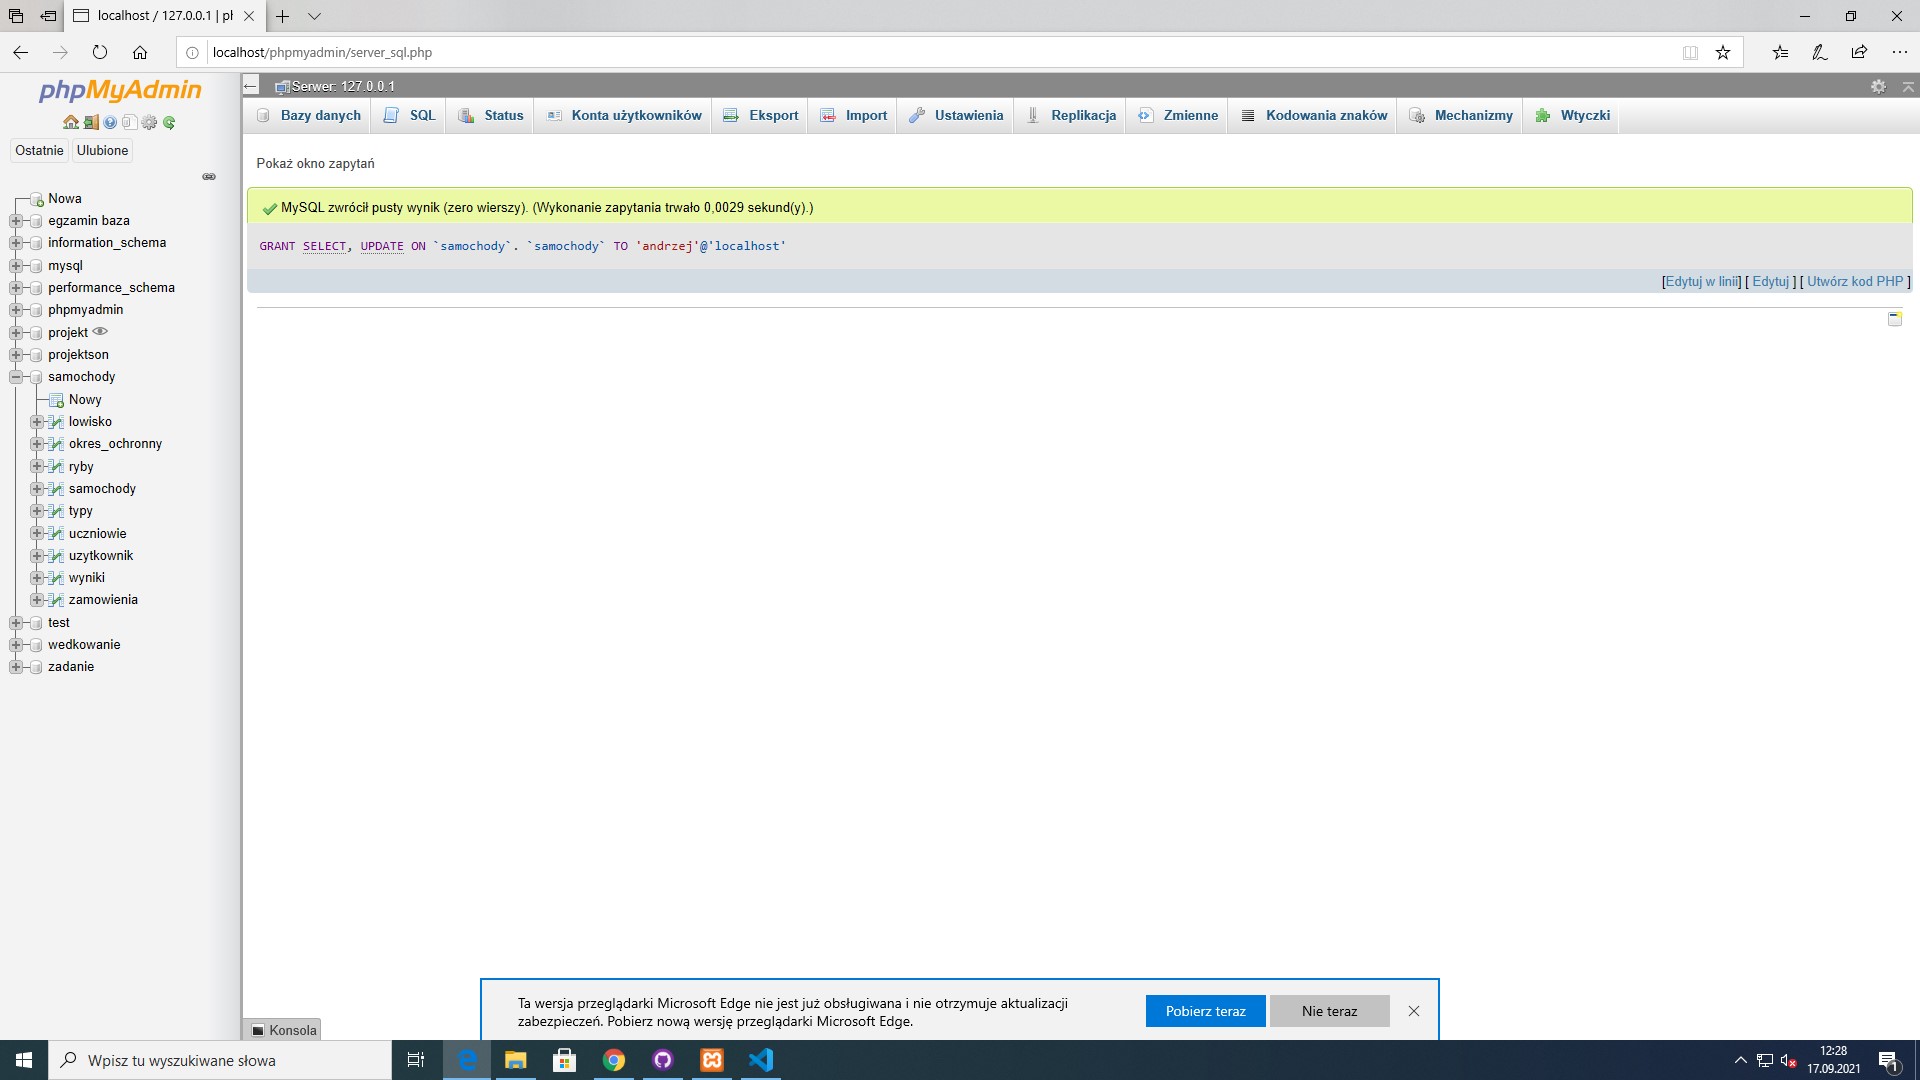 localhost / 127.0.0.1 | pł
localhost/phpmyadmin/server_sql.php
phpMyAdmin
Ostatnie Ulubione
Nowa
egzamin baza
information_schema
mysql
performance_schema
phpmyadmin
projekt
projektson
samochody
Nowy
lowisko
okres_ochronny
ryby
samochody
typy
uczniowie
uzytkownik
wyniki
zamowienia
test
wedkowanie
zadanie
Serwer: 127.0.0.1
Bazy danych SQL Status Konta użytkowników Eksport Import Ustawienia Replikacja Zmienne Kodowania znaków Mechanizmy Wtyczki
Pokaż okno zapytań
MySQL zwrócił pusty wynik (zero wierszy). (Wykonanie zapytania trwało 0,0029 sekund(y).)
GRANT SELECT, UPDATE ON `samochody`. `samochody` TO 'andrzej'@'localhost'
[Edytuj w linii] [ Edytuj ] [ Utwórz kod PHP ]
Konsola
Ta wersja przeglądarki Microsoft Edge nie jest już obsługiwana i nie otrzymuje aktualizacji
zabezpieczeń. Pobierz nową wersję przeglądarki Microsoft Edge.
Pobierz teraz Nie teraz
Wpisz tu wyszukiwane słowa
12:28
17.09.2021
1